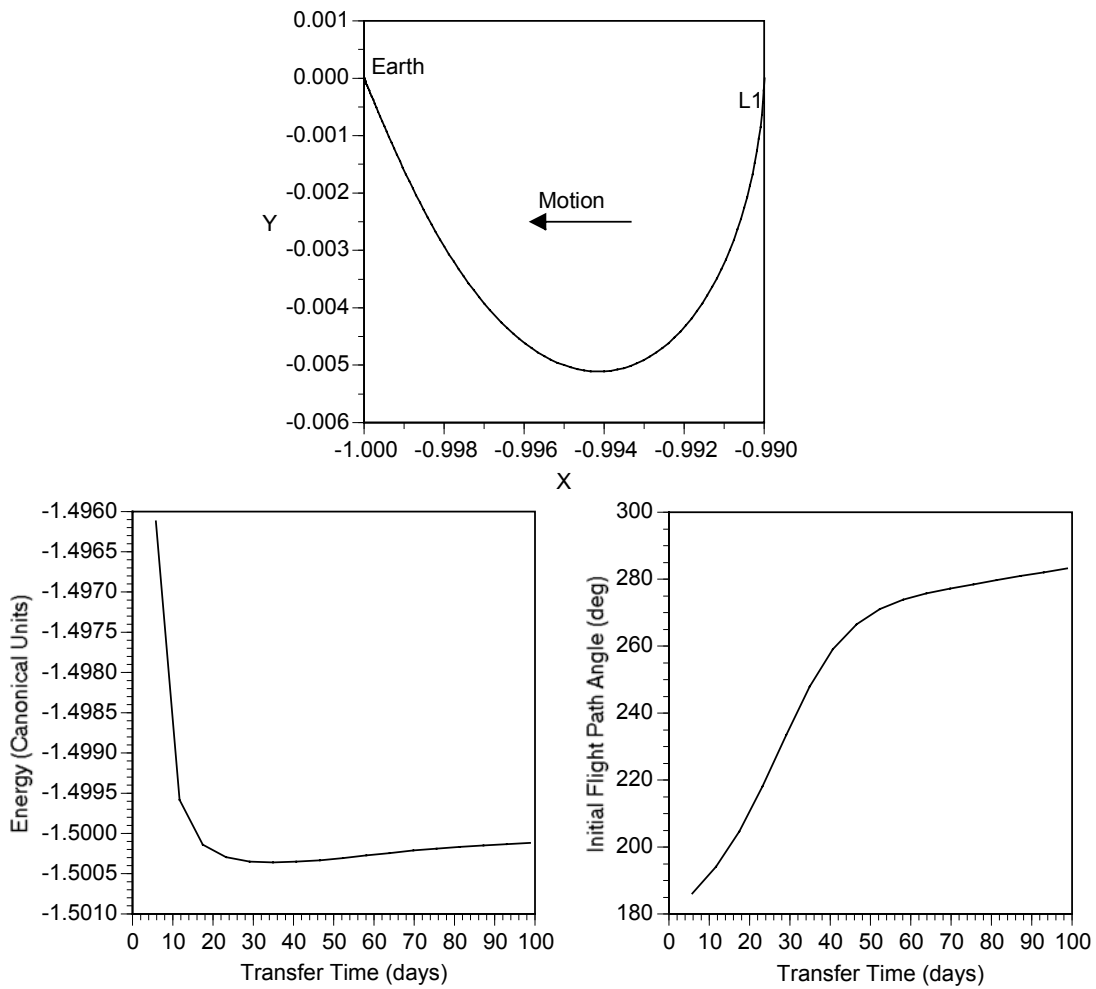 0.001
0.000
-0.001
-0.002
-0.003
-0.004
-0.005
-0.006
Y
Earth
L1
Motion
-1.000 -0.998 -0.996 -0.994 -0.992 -0.990
X
-1.4960
-1.4965
-1.4970
-1.4975
-1.4980
-1.4985
-1.4990
-1.4995
-1.5000
-1.5005
-1.5010
Energy (Canonical Units)
0 10 20 30 40 50 60 70 80 90 100
Transfer Time (days)
300
280
260
240
220
200
180
Initial Flight Path Angle (deg)
0 10 20 30 40 50 60 70 80 90 100
Transfer Time (days)